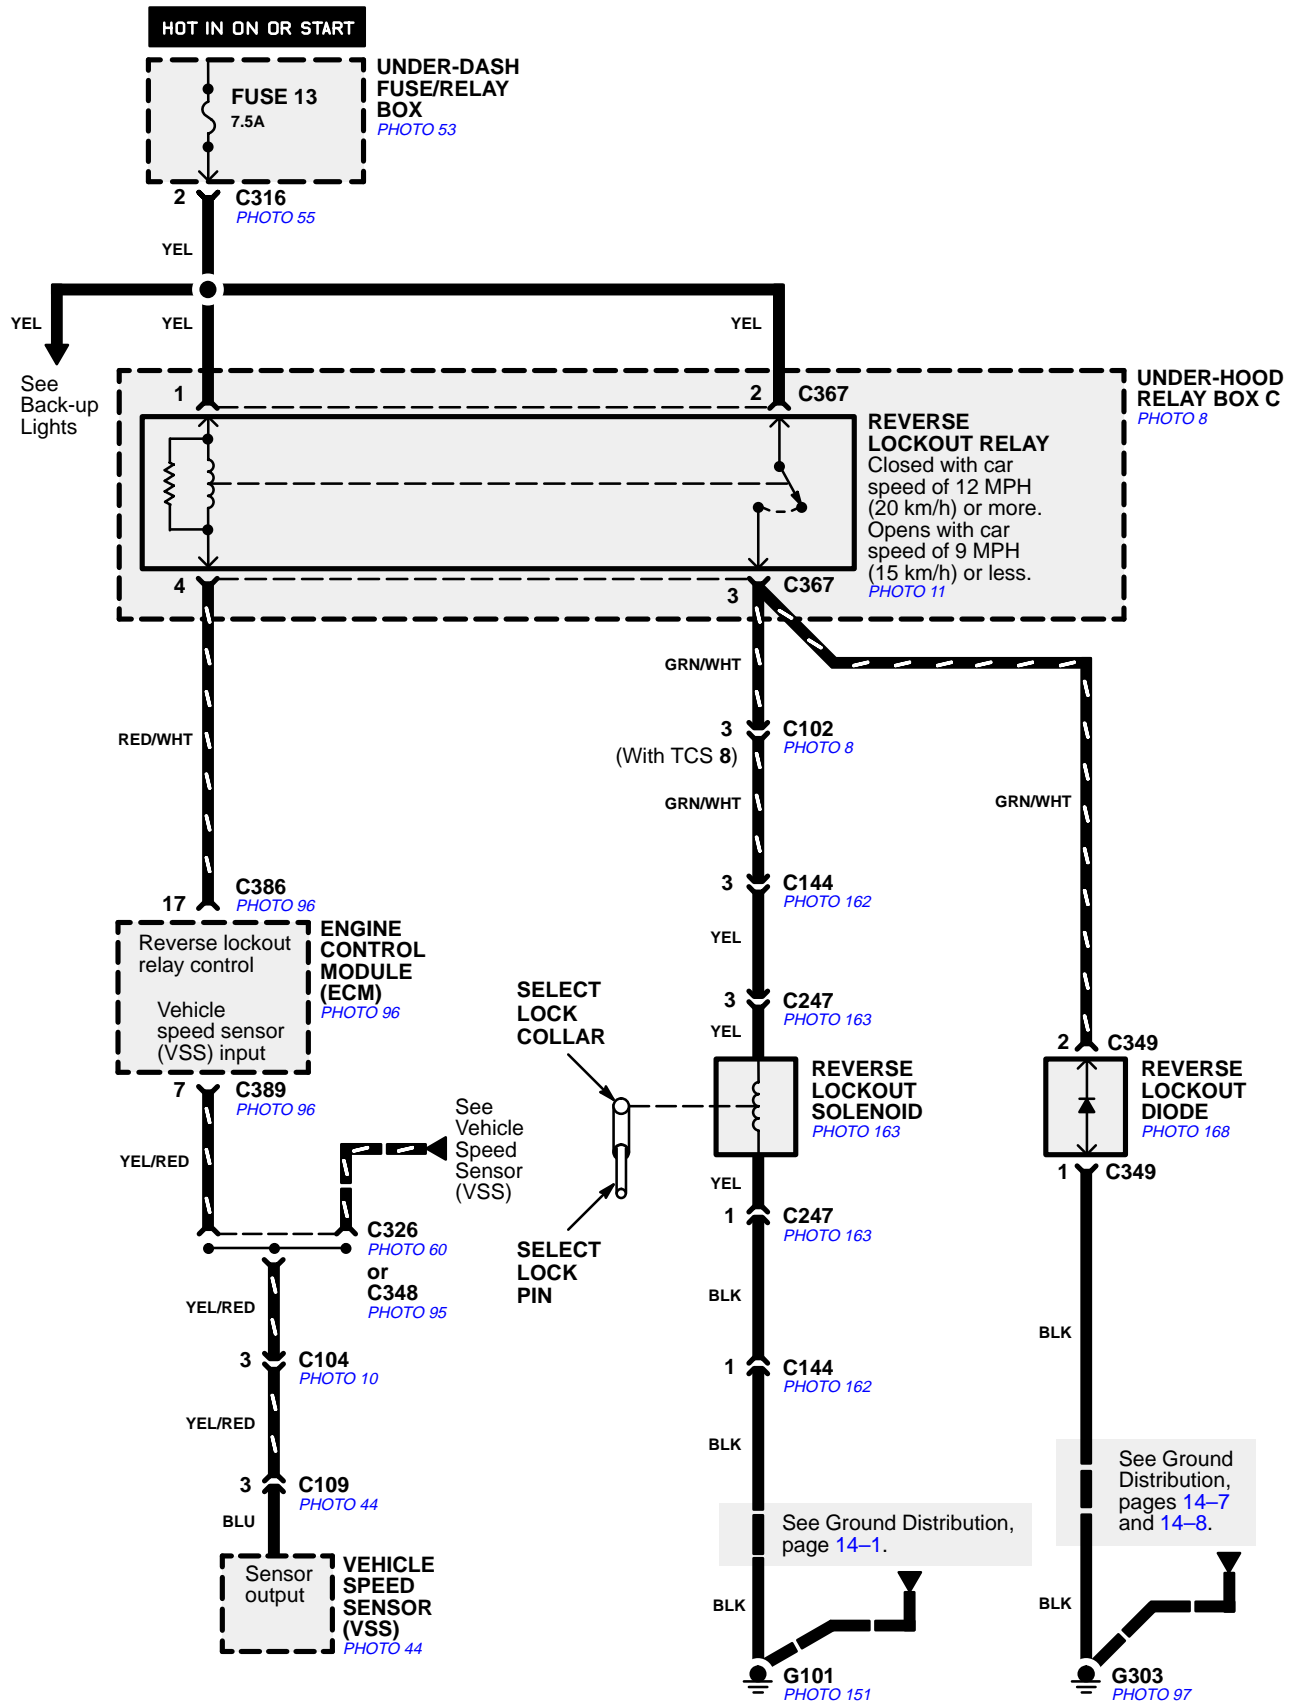 HOT IN ON OR START
UNDER-DASH
FUSE/RELAY
BOX
PHOTO 53
FUSE 13
7.5A
2
C316
PHOTO 55
YEL
YEL
YEL
YEL
See
Back-up
Lights
1
2
C367
UNDER-HOOD
RELAY BOX C
PHOTO 8
REVERSE
LOCKOUT RELAY
Closed with car
speed of 12 MPH
(20 km/h) or more.
Opens with car
speed of 9 MPH
(15 km/h) or less.
PHOTO 11
4
3
C367
RED/WHT
GRN/WHT
3
C102
PHOTO 8
(With TCS 8)
GRN/WHT
GRN/WHT
17
C386
PHOTO 96
3
C144
PHOTO 162
Reverse lockout
relay control
Vehicle
speed sensor
(VSS) input
ENGINE
CONTROL
MODULE
(ECM)
PHOTO 96
YEL
3
C247
PHOTO 163
YEL
SELECT
LOCK
COLLAR
2
C349
REVERSE
LOCKOUT
SOLENOID
PHOTO 163
REVERSE
LOCKOUT
DIODE
PHOTO 168
7
C389
PHOTO 96
See
Vehicle
Speed
Sensor
(VSS)
YEL/RED
YEL
1
C349
1
C247
PHOTO 163
C326
PHOTO 60
or
C348
PHOTO 95
SELECT
LOCK
PIN
YEL/RED
BLK
BLK
3
C104
PHOTO 10
1
C144
PHOTO 162
YEL/RED
BLK
3
C109
PHOTO 44
BLU
See Ground
Distribution,
pages 14–7
and 14–8.
See Ground Distribution,
page 14–1.
Sensor
output
VEHICLE
SPEED
SENSOR
(VSS)
PHOTO 44
BLK
BLK
G101
PHOTO 151
G303
PHOTO 97